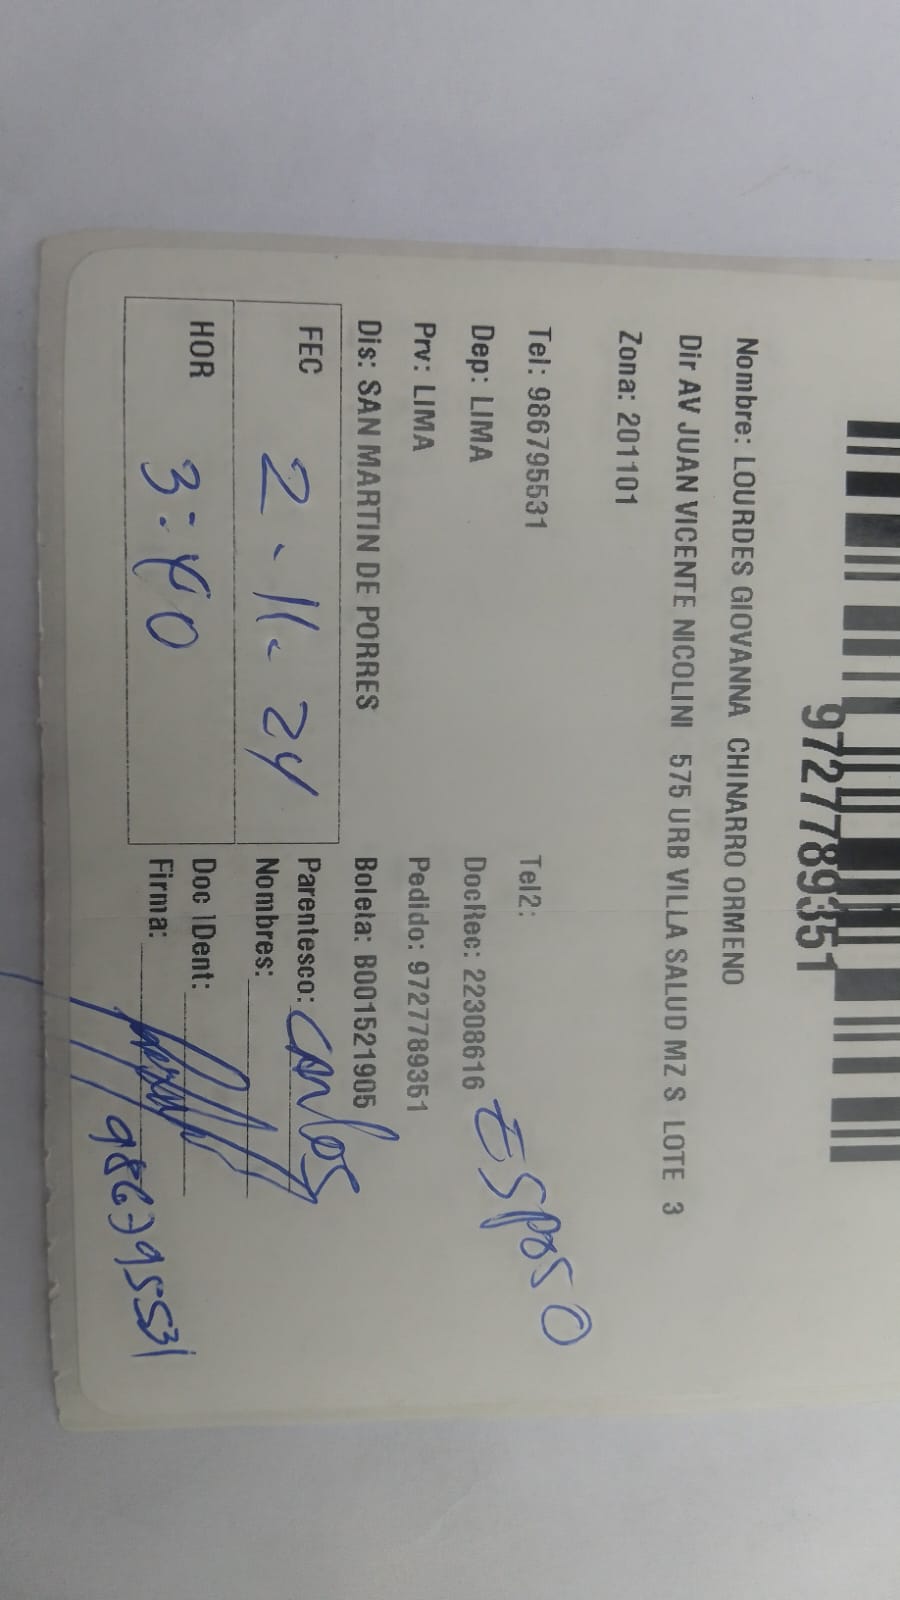 9727789351
Nombre: LOURDES GIOVANNA CHINARRO ORMENO
Dir AV JUAN VICENTE NICOLINI 575 URB VILLA SALUD MZ S LOTE 3
Zona: 201101
Tel: 986795531 Tel2:
Dep: LIMA DocRec: 22308616 ESPOSO
Prv: LIMA Pedido: 9727789351
Dis: SAN MARTIN DE PORRES Boleta: B001521905
FEC 2.11.24 Parentesco: Carlos
Nombres:
HOR 3:40 Doc IDent:
Firma: 986795531